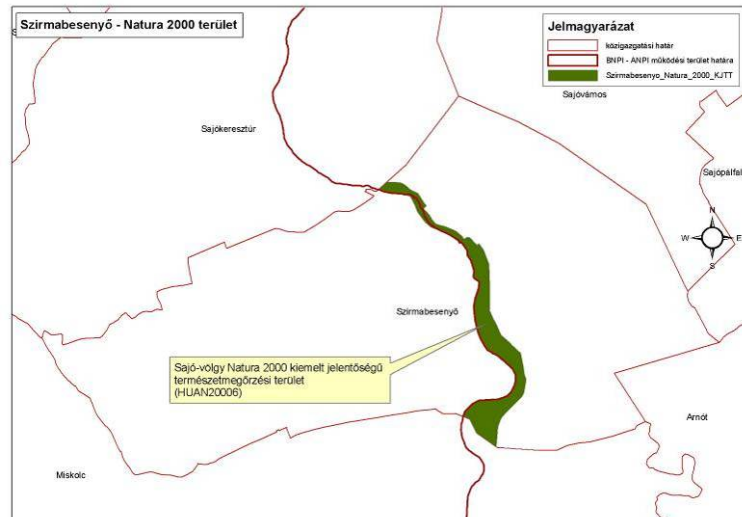 Szirmabesenyő - Natura 2000 terület
Jelmagyarázat
közigazgatási határ
BNPI - ANPI működési terület határa
Szirmabesenyo_Natura_2000_KJTT
Sajóvámos
Sajókeresztúr
Sajópálfal
N
W
E
S
Szirmabesenyő
Sajó-völgy Natura 2000 kiemelt jelentőségű
természetmegőrzési terület
(HUAN20006)
Arnót
Miskolc